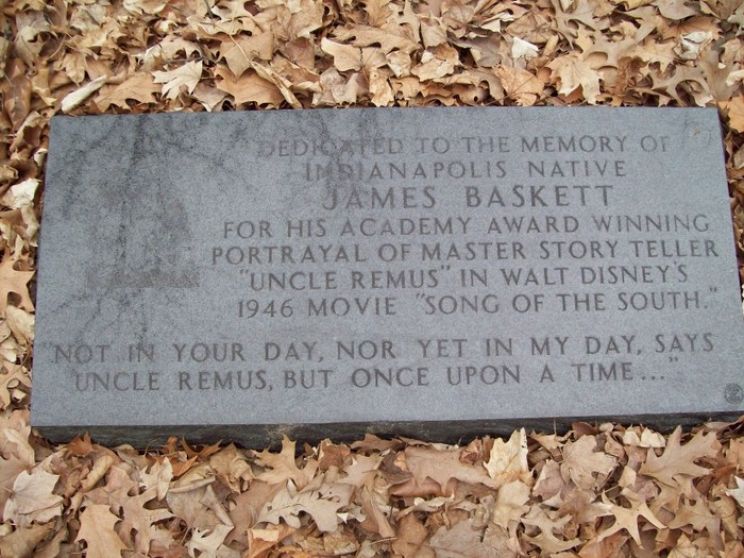 DEDICATED TO THE MEMORY OF
INDIANAPOLIS NATIVE
JAMES BASKETT
FOR HIS ACADEMY AWARD WINNING
PORTRAYAL OF MASTER STORY TELLER
"UNCLE REMUS" IN WALT DISNEY'S
1946 MOVIE "SONG OF THE SOUTH."
"NOT IN YOUR DAY, NOR YET IN MY DAY, SAYS
UNCLE REMUS, BUT ONCE UPON A TIME..."